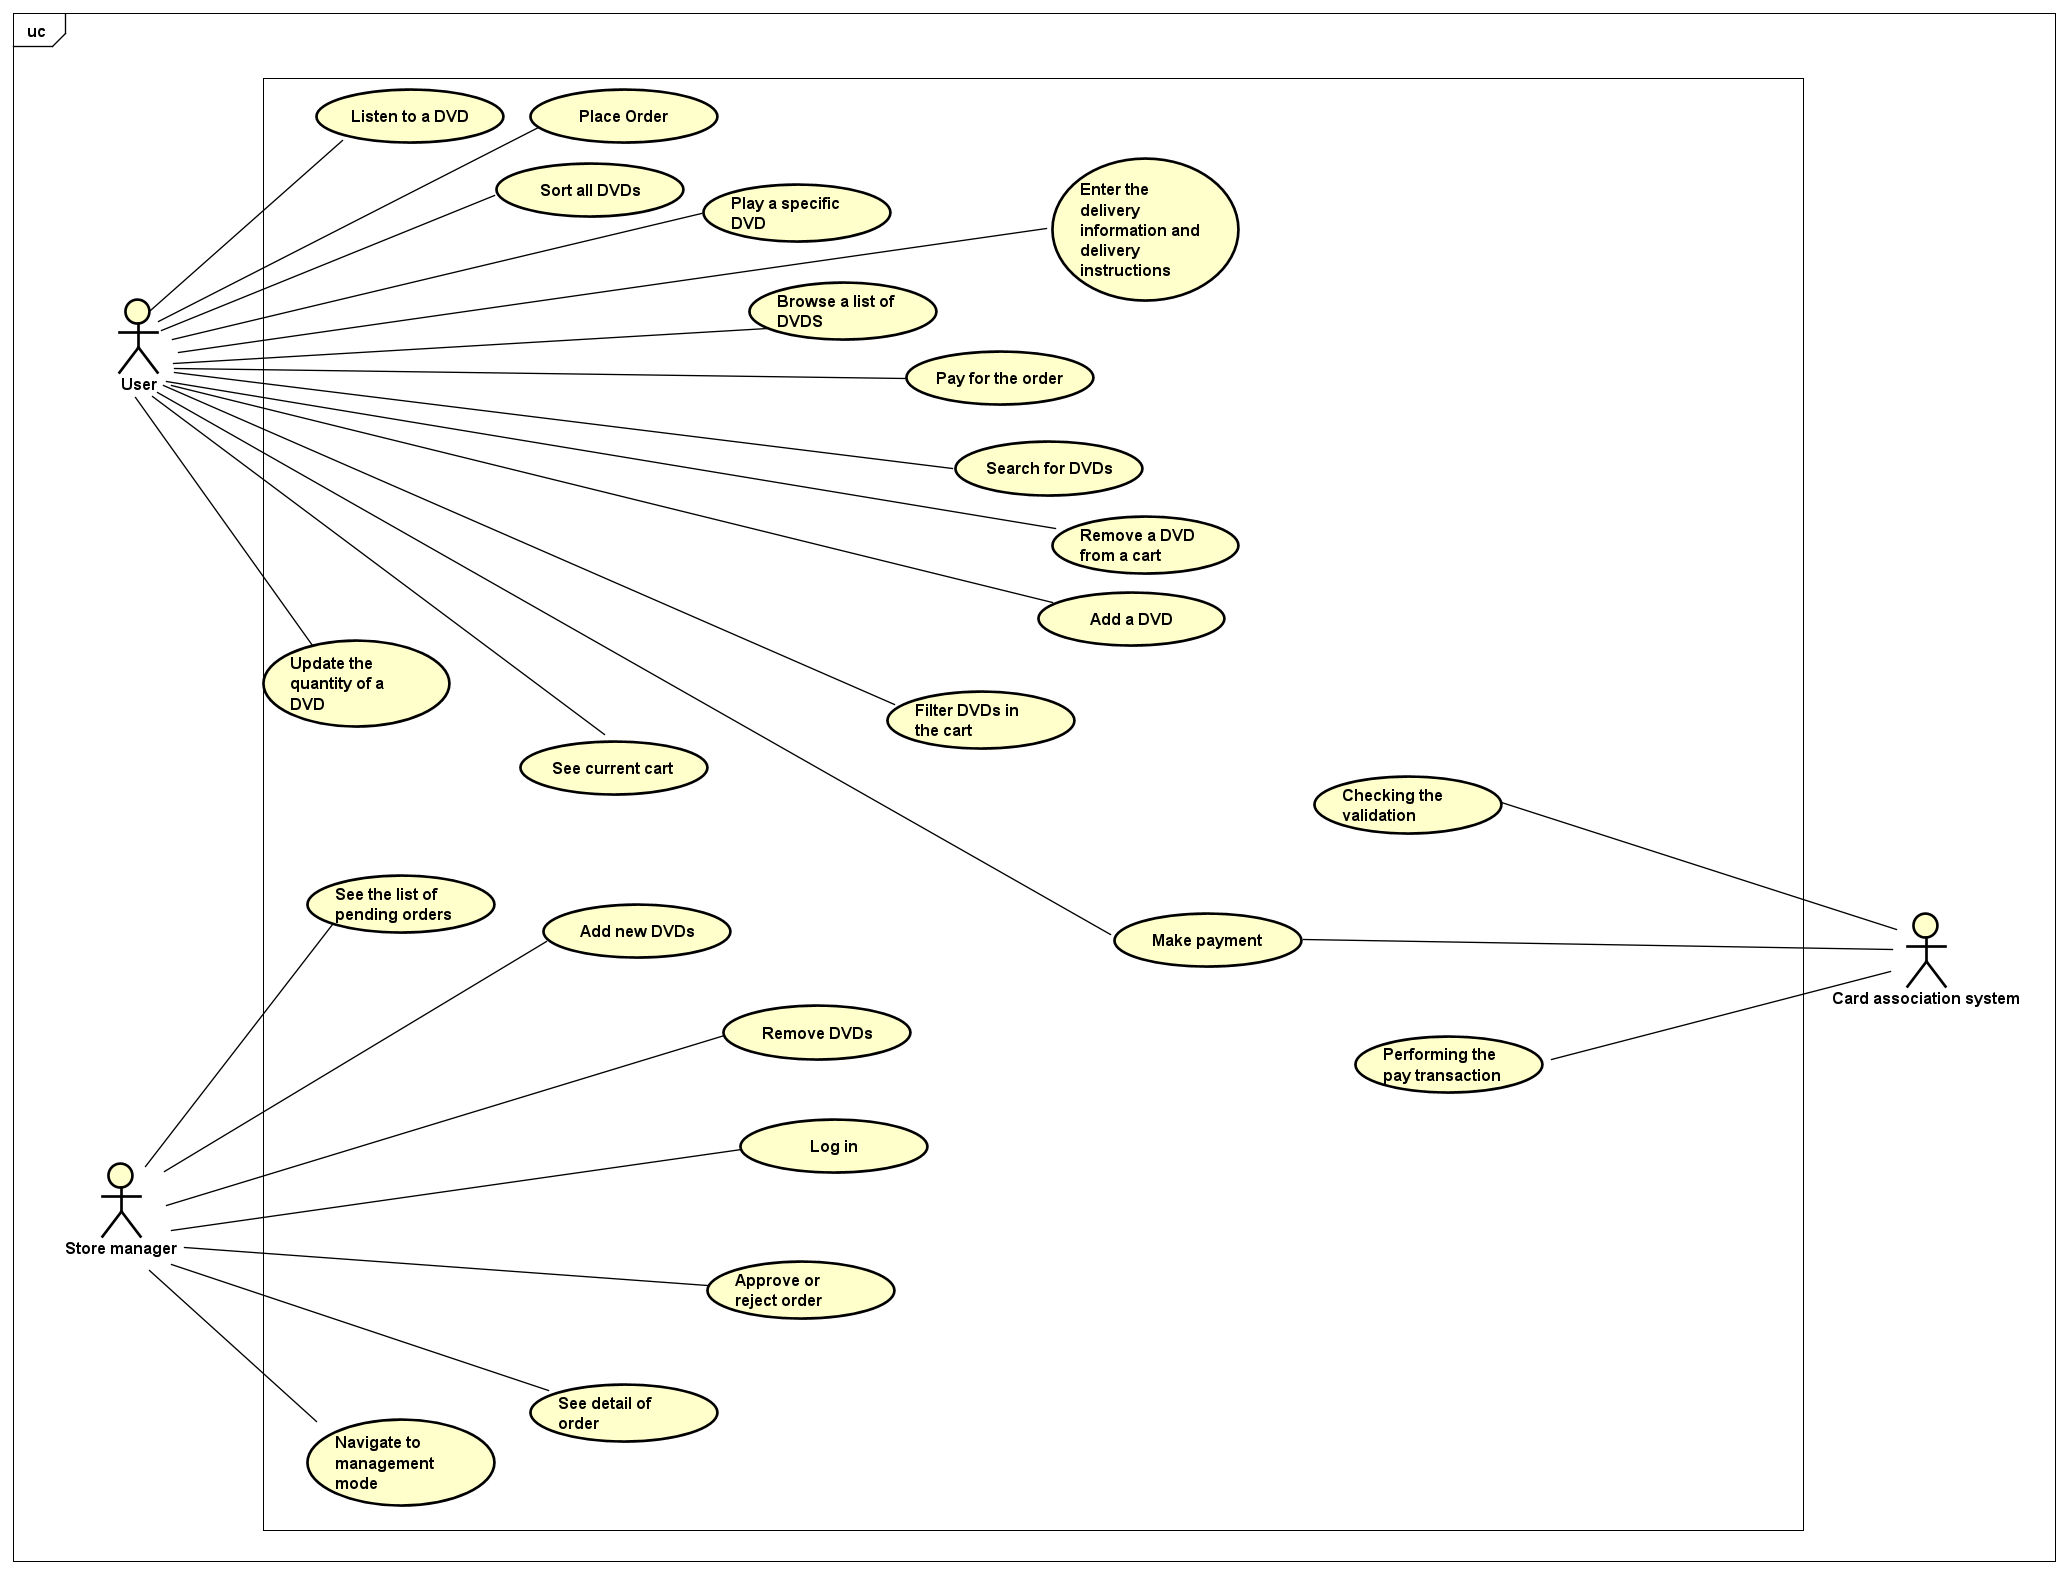 uc
Listen to a DVD
Place Order
Sort all DVDs
Play a specific
DVD
Enter the
delivery
information and
delivery
instructions
Browse a list of
DVDS
User
Pay for the order
Search for DVDs
Remove a DVD
from a cart
Add a DVD
Update the
quantity of a
DVD
Filter DVDs in
the cart
See current cart
Checking the
validation
See the list of
pending orders
Add new DVDs
Make payment
Card association system
Remove DVDs
Performing the
pay transaction
Log in
Store manager
Approve or
reject order
See detail of
order
Navigate to
management
mode